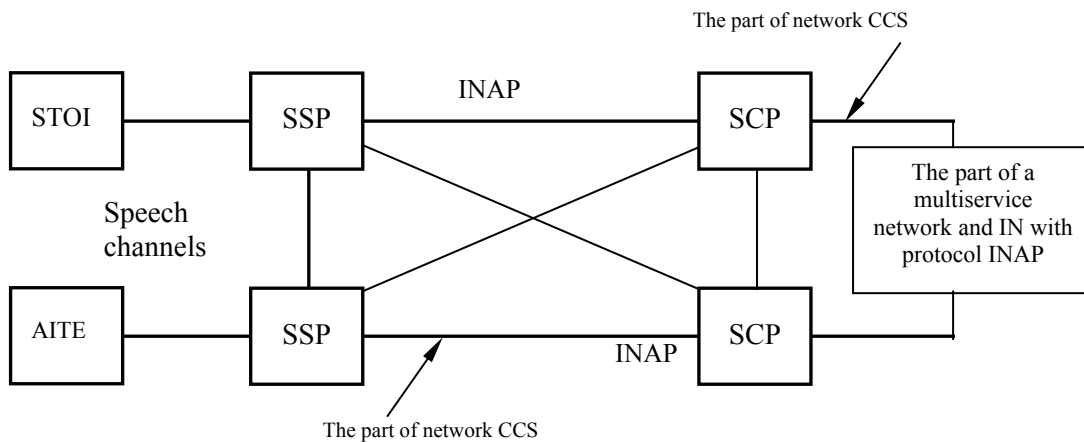 The part of network CCS
INAP
STOI
SSP
SCP
The part of a
multiservice
network and IN with
protocol INAP
Speech
channels
AITE
SSP
INAP
SCP
The part of network CCS